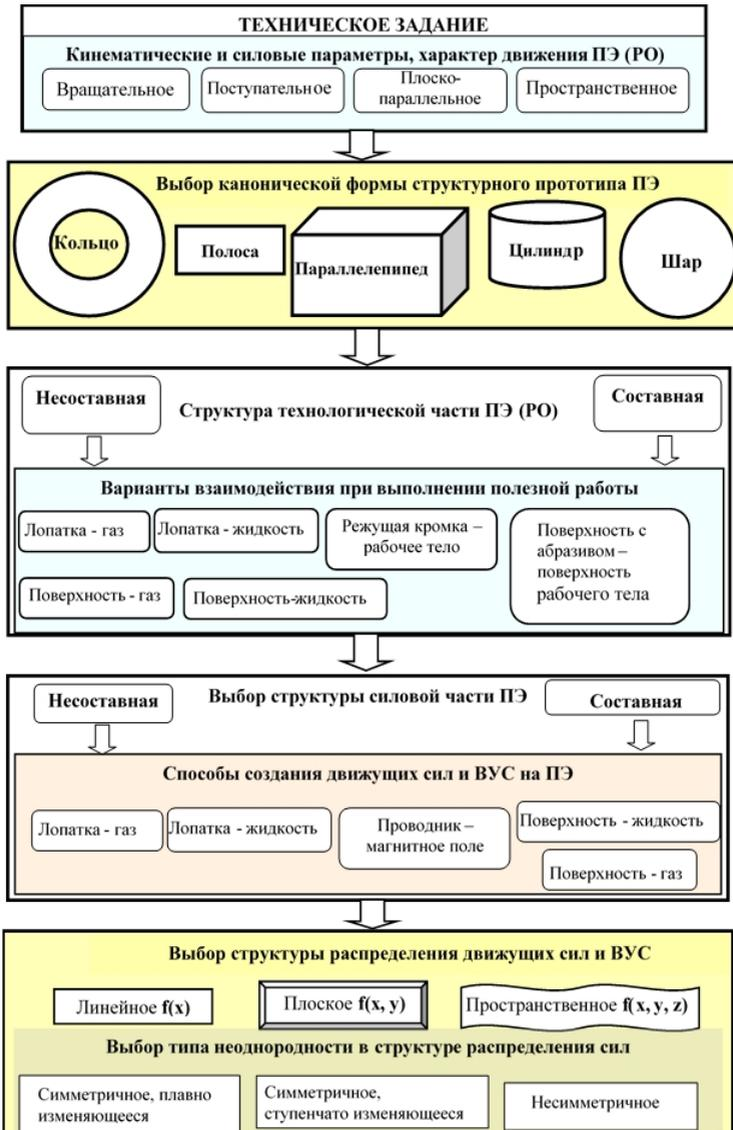 ТЕХНИЧЕСКОЕ ЗАДАНИЕ
Кинематические и силовые параметры, характер движения ПЭ (РО)
Вращательное
Поступательное
Плоско-
параллельное
Пространственное
Выбор канонической формы структурного прототипа ПЭ
Кольцо
Полоса
Параллелепипед
Цилиндр
Шар
Несоставная
Структура технологической части ПЭ (РО)
Составная
Варианты взаимодействия при выполнении полезной работы
Лопатка - газ
Лопатка - жидкость
Режущая кромка –
рабочее тело
Поверхность с
абразивом –
поверхность
рабочего тела
Поверхность - газ
Поверхность-жидкость
Несоставная
Выбор структуры силовой части ПЭ
Составная
Способы создания движущих сил и ВУС на ПЭ
Лопатка - газ
Лопатка - жидкость
Проводник –
магнитное поле
Поверхность - жидкость
Поверхность - газ
Выбор структуры распределения движущих сил и ВУС
Линейное f(x)
Плоское f(x, y)
Пространственное f(x, y, z)
Выбор типа неоднородности в структуре распределения сил
Симметричное, плавно
изменяющееся
Симметричное,
ступенчато изменяющееся
Несимметричное